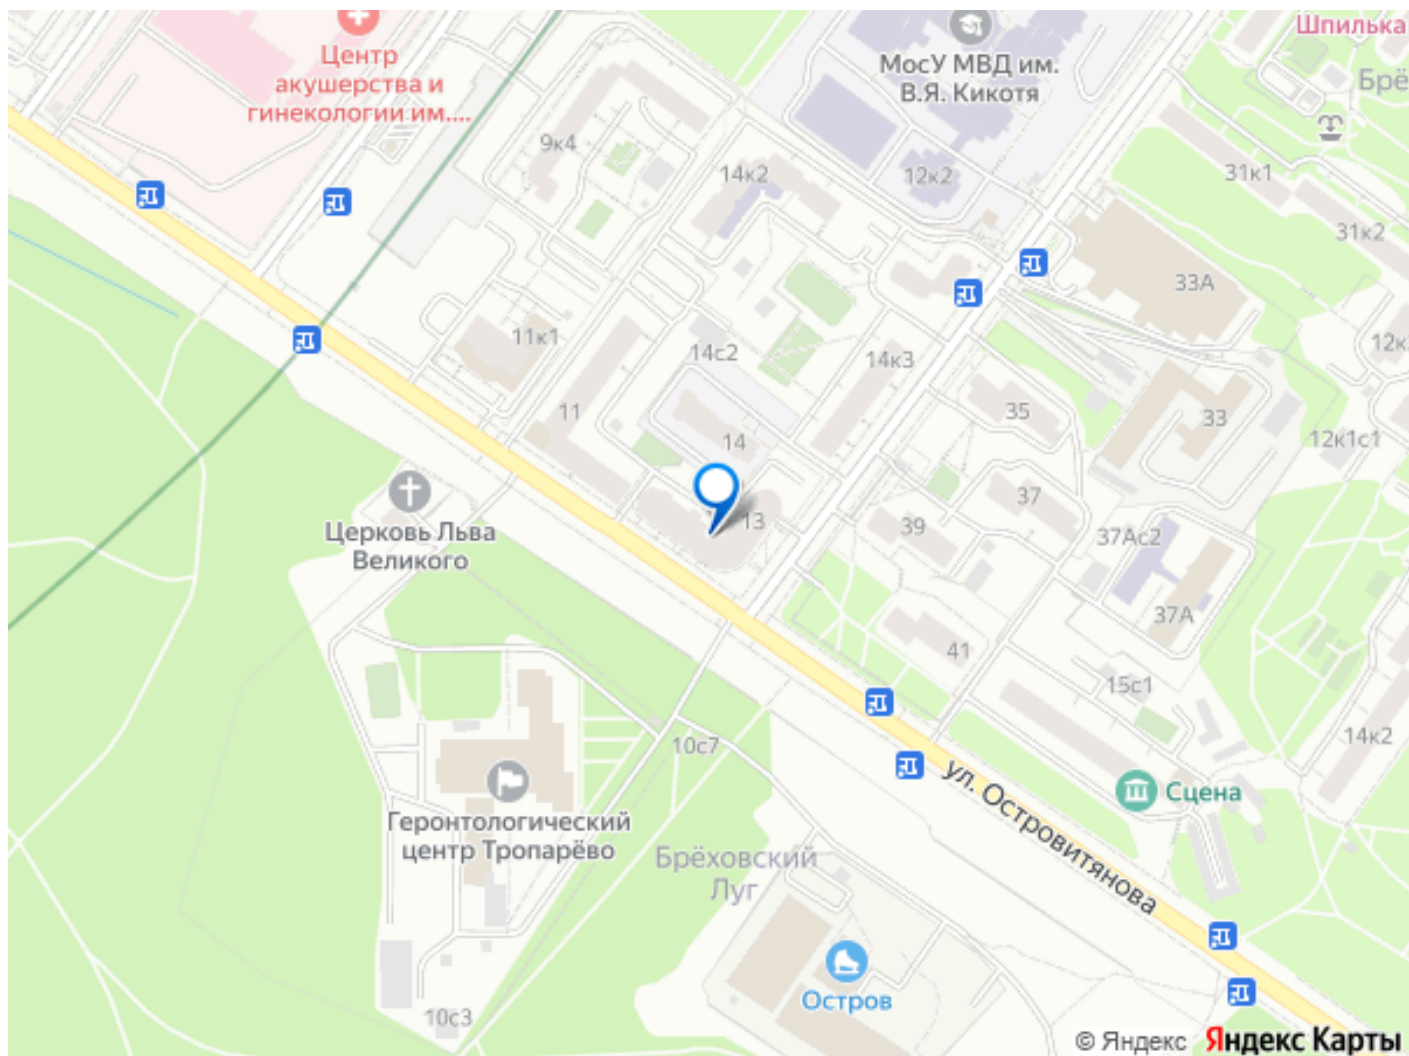 Шпилька
Центр
акушерства и
гинекологии им....
МосУ МВД им.
В.Я. Кикотя
Брё
9к4
14к2
12к2
31к1
31к2
33А
11к1
14с2
14к3
12к
11
35
33
14
12к1с1
13
37
39
37Ас2
Церковь Льва
Великого
37А
41
15с1
10с7
14к2
ул. Островитянова
Сцена
Геронтологический
центр Тропарёво
Брёховский
Луг
Остров
10с3
© Яндекс Яндекс Карты